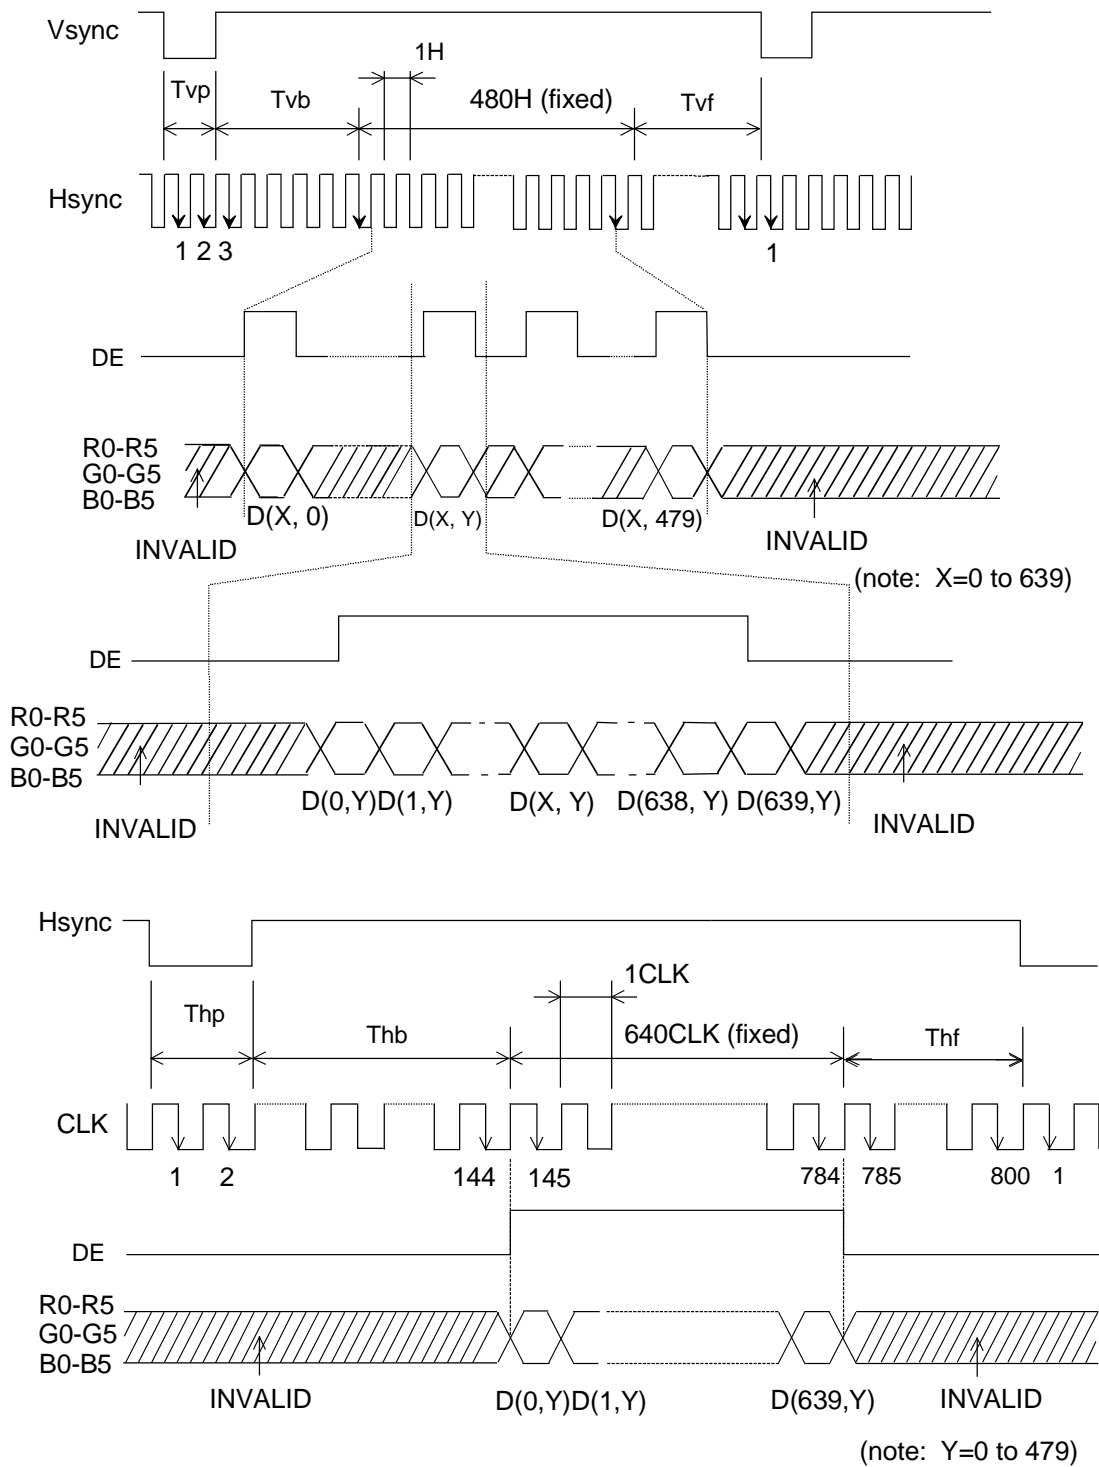 Vsync
1H
Tvp
Tvb
480H (fixed)
Tvf
Hsync
1 2 3
1
DE
R0-R5
G0-G5
B0-B5
D(X, 0)
D(X, Y)
D(X, 479)
INVALID
INVALID
(note: X=0 to 639)
DE
R0-R5
G0-G5
B0-B5
D(0,Y)D(1,Y)
D(X, Y)
D(638, Y)
D(639,Y)
INVALID
INVALID
Hsync
1CLK
Thp
Thb
640CLK (fixed)
Thf
CLK
1
2
144
145
784
785
800
1
DE
R0-R5
G0-G5
B0-B5
INVALID
D(0,Y)D(1,Y)
D(639,Y)
INVALID
(note: Y=0 to 479)